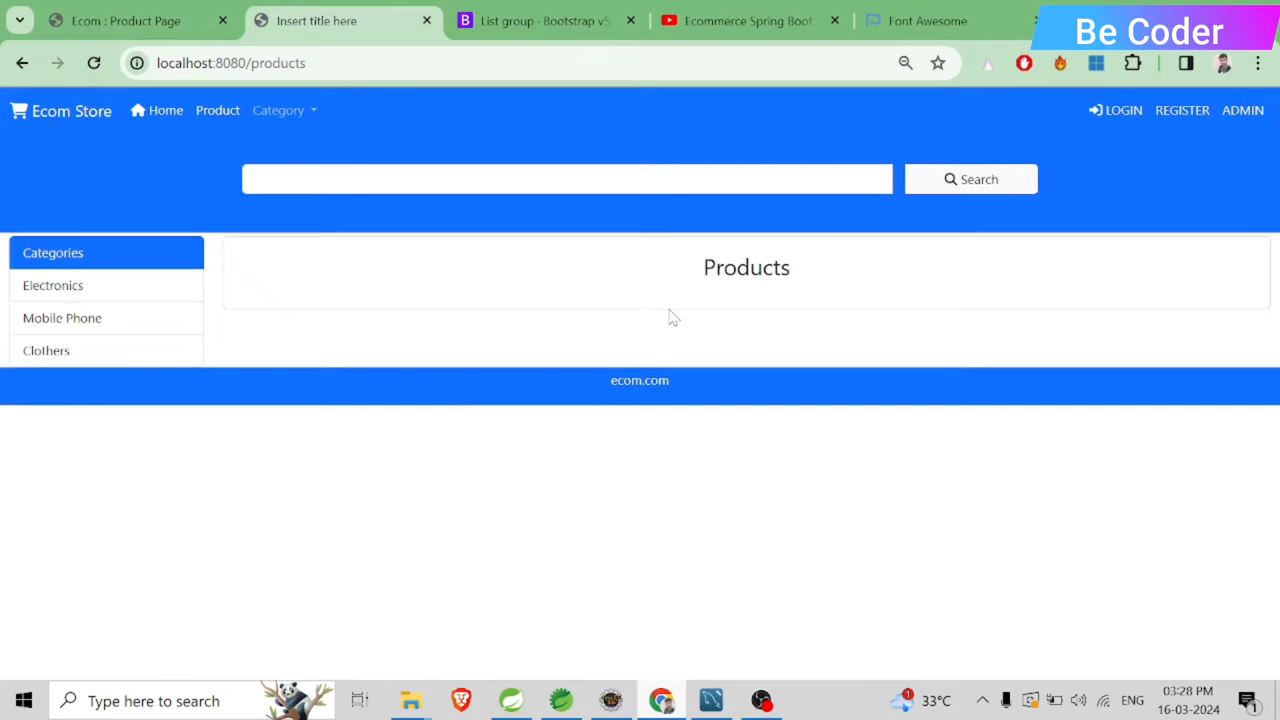 Ecom : Product Page
Insert title here
List group · Bootstrap v5.
Ecommerce Spring Boot
Font Awesome
Be Coder
localhost:8080/products
Ecom Store
Home
Product
Category
LOGIN
REGISTER
ADMIN
Search
Categories
Electronics
Mobile Phone
Clothers
Products
ecom.com
Type here to search
1
33°C
ENG
03:28 PM
16-03-2024
1